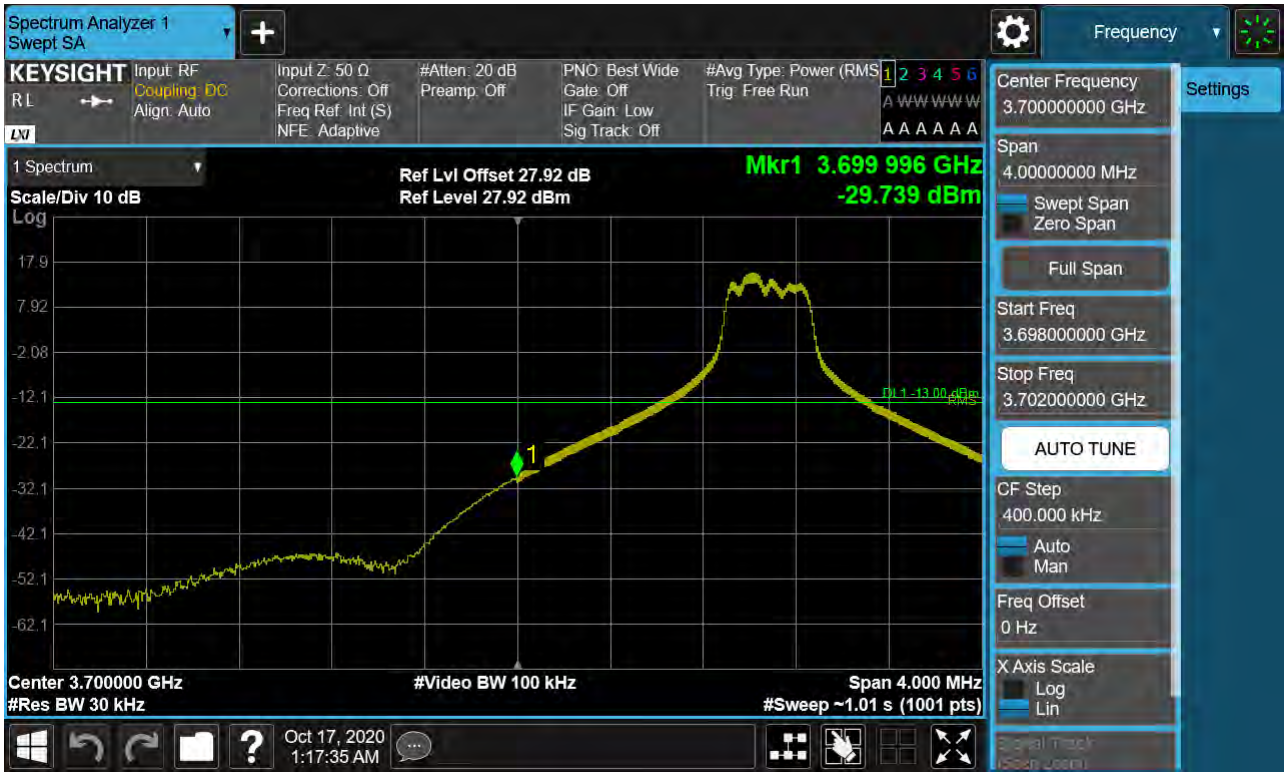 Spectrum Analyzer 1
Swept SA
Frequency
KEYSIGHT
RL
LXI
Input: RF
Coupling: DC
Align: Auto
Input Z: 50 Ω
Corrections: Off
Freq Ref: Int (S)
NFE: Adaptive
#Atten: 20 dB
Preamp: Off
PNO: Best Wide
Gate: Off
IF Gain: Low
Sig Track: Off
#Avg Type: Power (RMS
Trig: Free Run
1 2 3 4 5 6
A W W W W W
A A A A A A
Center Frequency
3.700000000 GHz
Settings
Span
4.00000000 MHz
Swept Span
Zero Span
Full Span
Start Freq
3.698000000 GHz
Stop Freq
3.702000000 GHz
AUTO TUNE
CF Step
400.000 kHz
Auto
Man
Freq Offset
0 Hz
X Axis Scale
Log
Lin
Signal Track
(Span Zoom)
1 Spectrum
Scale/Div 10 dB
Log
Ref Lvl Offset 27.92 dB
Ref Level 27.92 dBm
Mkr1 3.699 996 GHz
-29.739 dBm
17.9
7.92
-2.08
-12.1
-22.1
-32.1
-42.1
-52.1
-62.1
DL1 -13.00 dBm
RMS
1
Center 3.700000 GHz
#Res BW 30 kHz
#Video BW 100 kHz
Span 4.000 MHz
#Sweep ~1.01 s (1001 pts)
Oct 17, 2020
1:17:35 AM